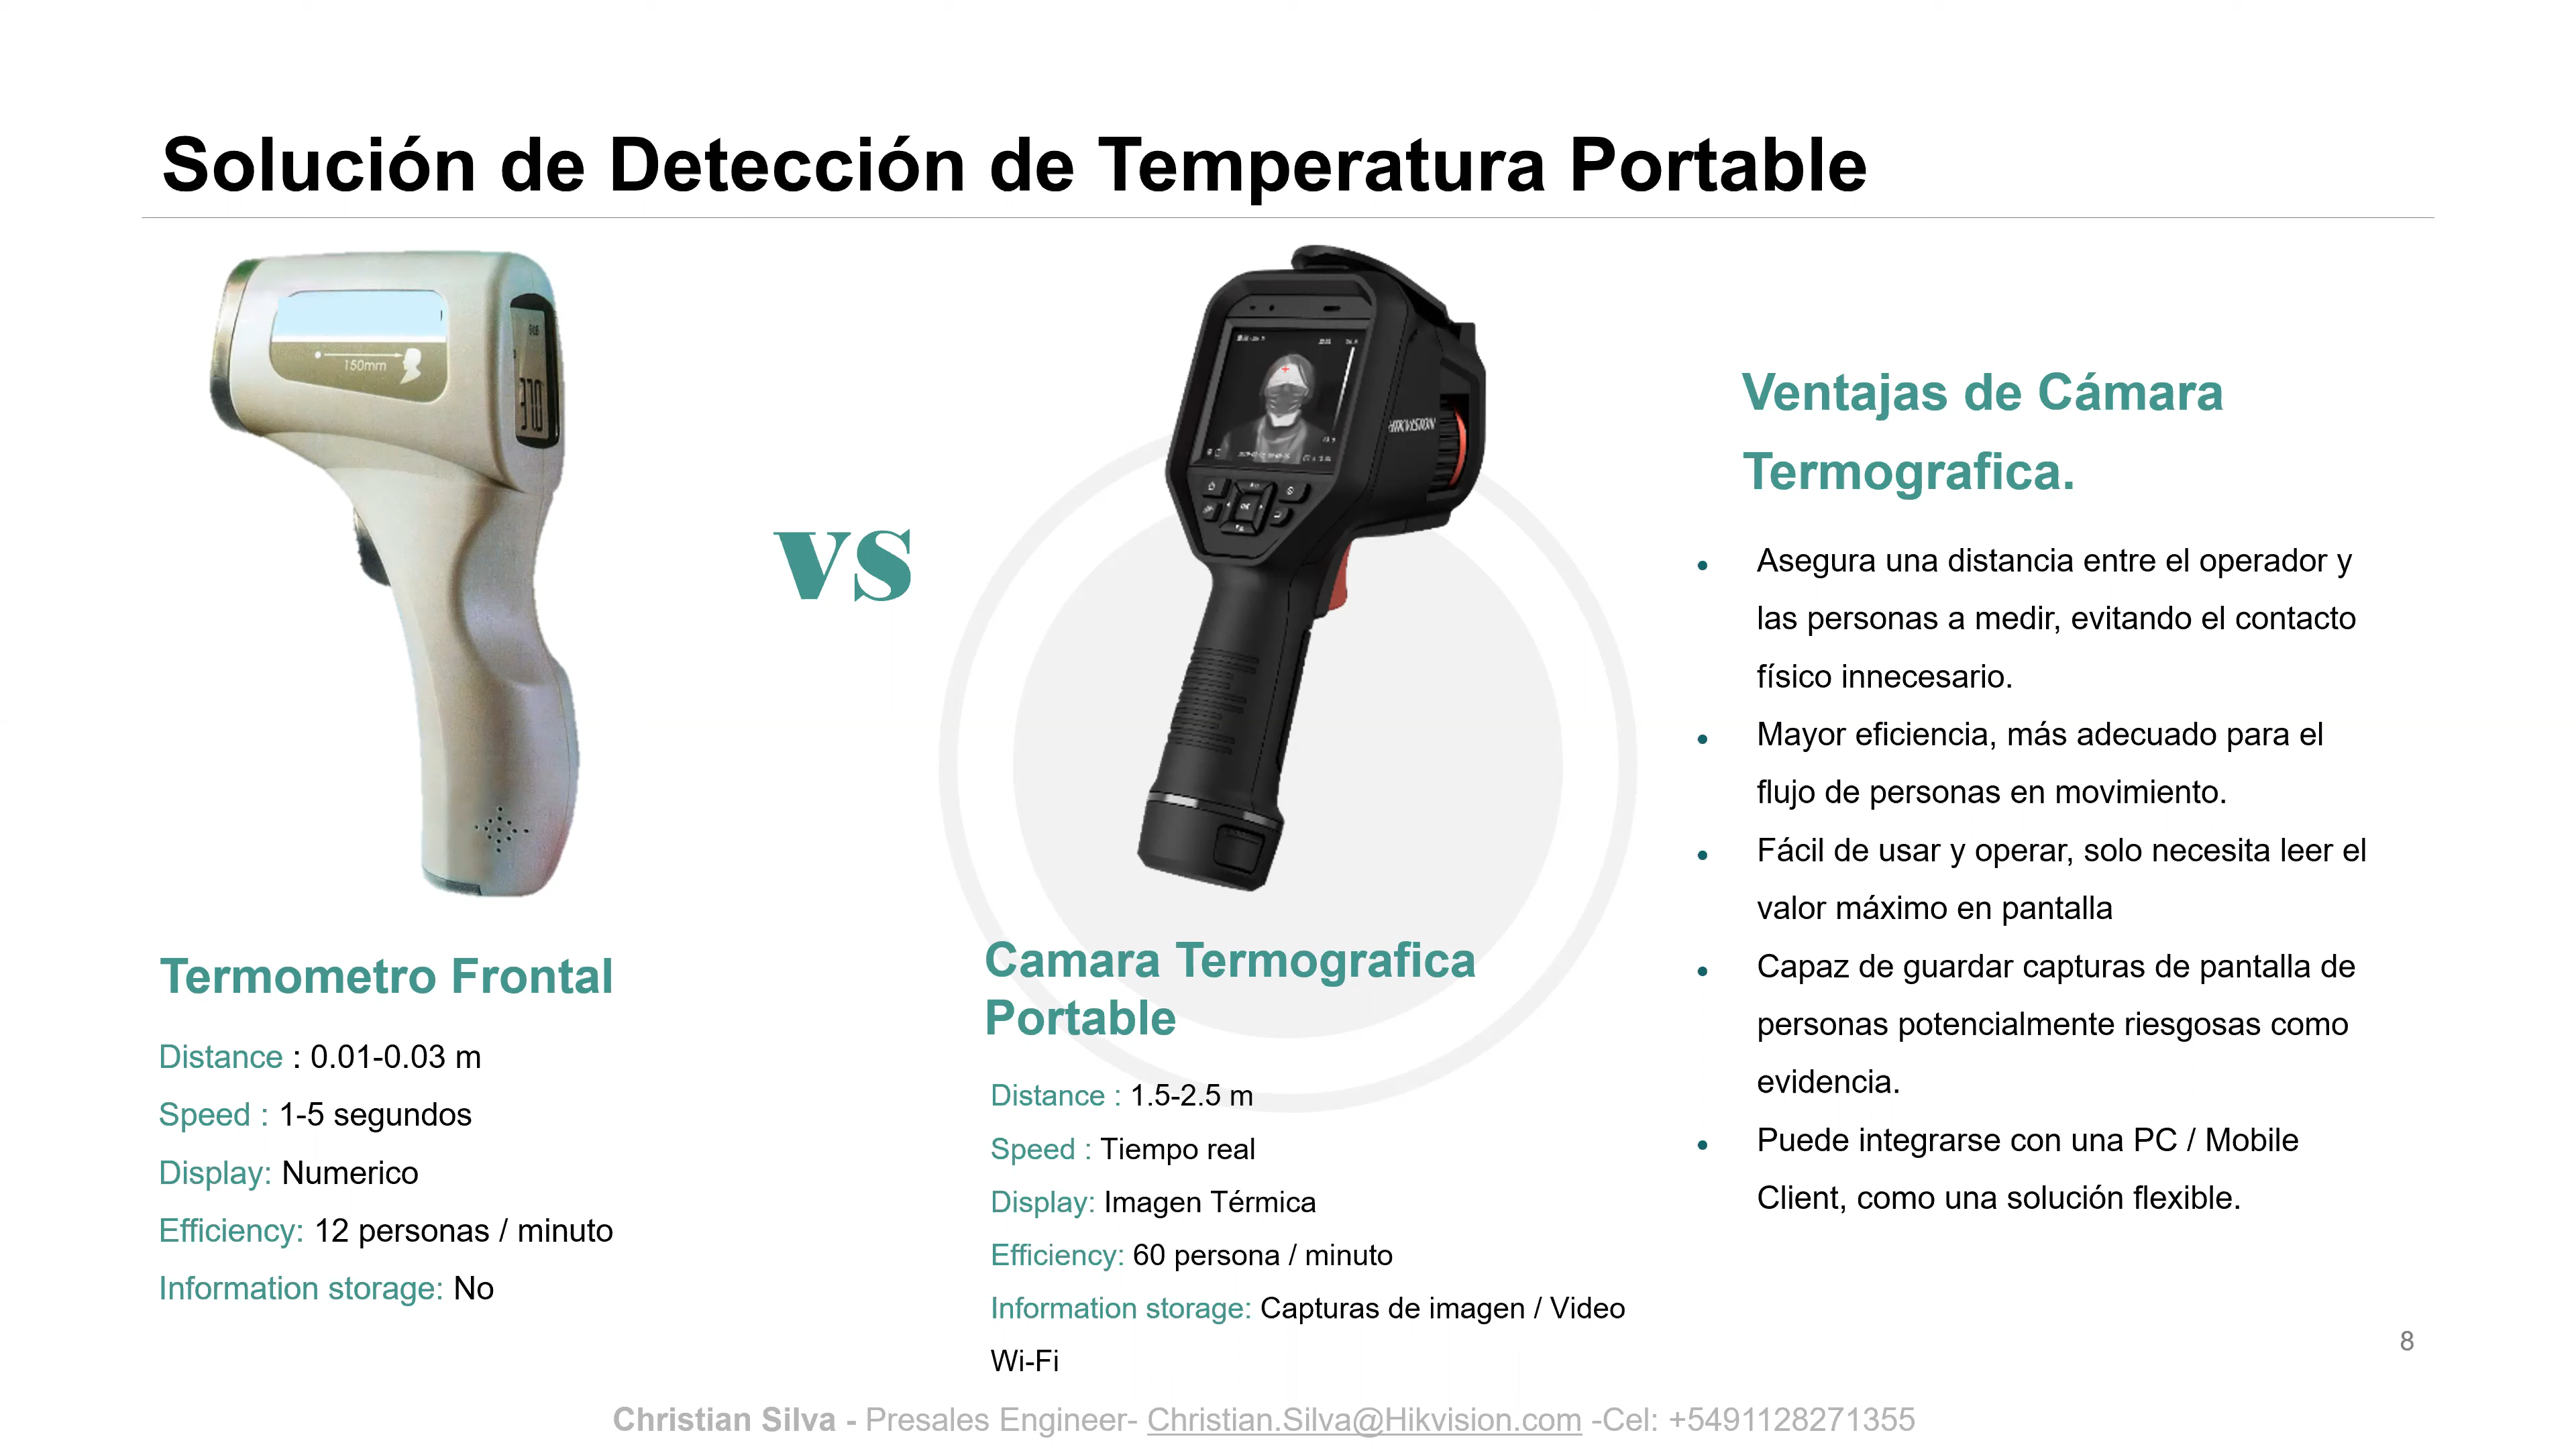 Solución de Detección de Temperatura Portable
150mm
37.0
HIKVISION
vs
Termometro Frontal
Distance : 0.01-0.03 m
Speed : 1-5 segundos
Display: Numerico
Efficiency: 12 personas / minuto
Information storage: No
Camara Termografica
Portable
Distance : 1.5-2.5 m
Speed : Tiempo real
Display: Imagen Térmica
Efficiency: 60 persona / minuto
Information storage: Capturas de imagen / Video
Wi-Fi
Ventajas de Cámara
Termografica.
• Asegura una distancia entre el operador y
las personas a medir, evitando el contacto
físico innecesario.
• Mayor eficiencia, más adecuado para el
flujo de personas en movimiento.
• Fácil de usar y operar, solo necesita leer el
valor máximo en pantalla
• Capaz de guardar capturas de pantalla de
personas potencialmente riesgosas como
evidencia.
• Puede integrarse con una PC / Mobile
Client, como una solución flexible.
8
Christian Silva - Presales Engineer- Christian.Silva@Hikvision.com -Cel: +5491128271355